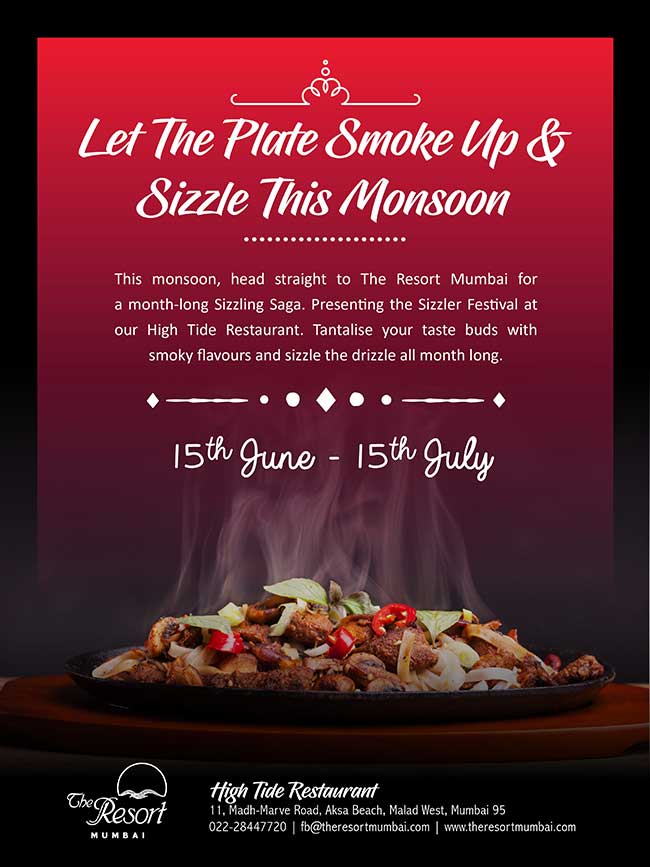 Let The Plate Smoke Up &
Sizzle This Monsoon
This monsoon, head straight to The Resort Mumbai for
a month-long Sizzling Saga. Presenting the Sizzler Festival at
our High Tide Restaurant. Tantalise your taste buds with
smoky flavours and sizzle the drizzle all month long.
15th June - 15th July
The Resort
MUMBAI
High Tide Restaurant
11, Madh-Marve Road, Aksa Beach, Malad West, Mumbai 95
022-28447720 | fb@theresortmumbai.com | www.theresortmumbai.com